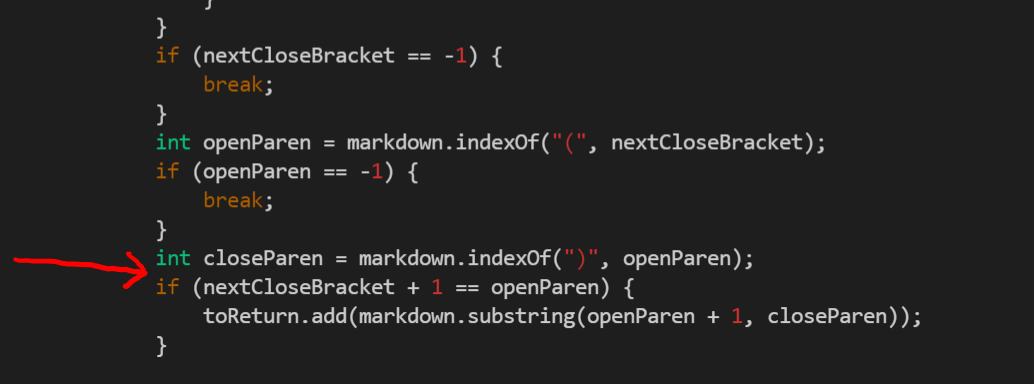 }
}
if (nextCloseBracket == -1) {
break;
}
int openParen = markdown.indexOf("(", nextCloseBracket);
if (openParen == -1) {
break;
}
int closeParen = markdown.indexOf(")", openParen);
if (nextCloseBracket + 1 == openParen) {
toReturn.add(markdown.substring(openParen + 1, closeParen));
}